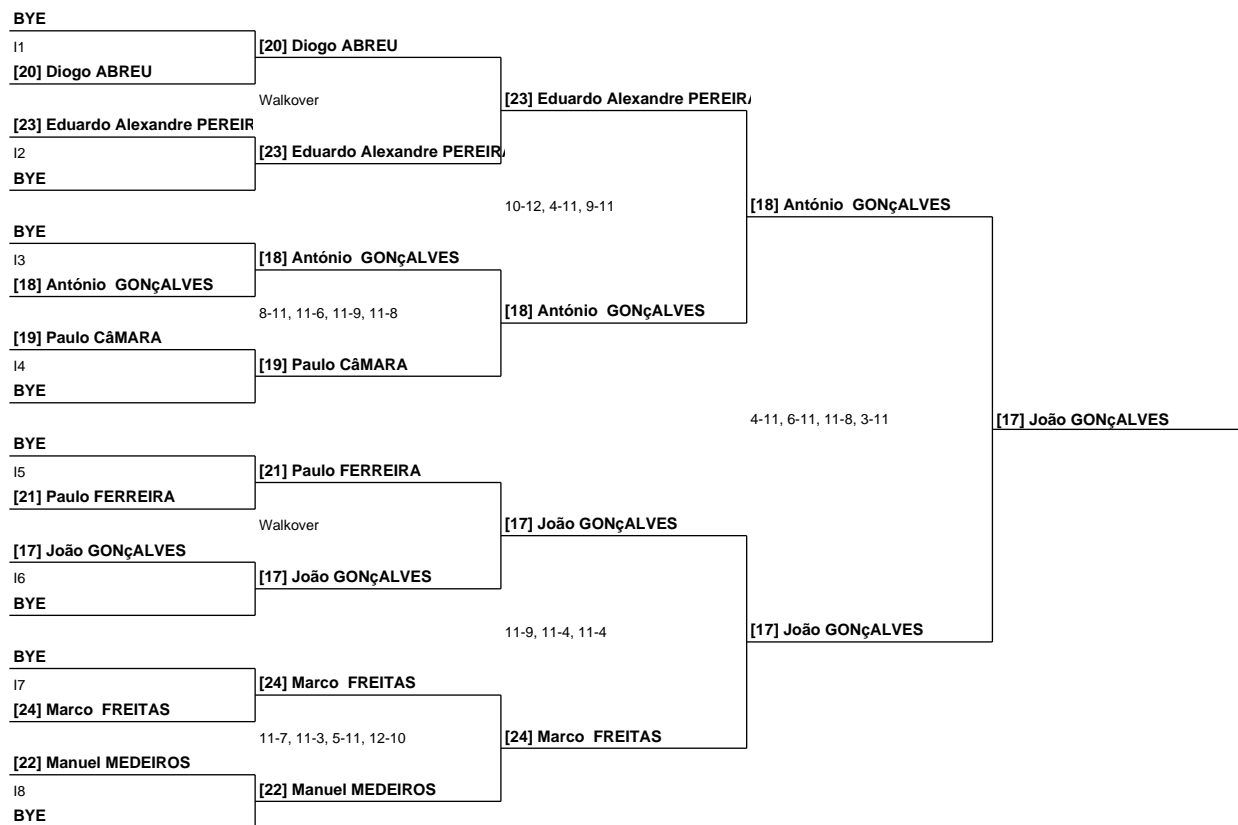 BYE
I1
[20] Diogo ABREU
[20] Diogo ABREU
Walkover
[23] Eduardo Alexandre PEREIR
I2
BYE
[23] Eduardo Alexandre PEREIR
[23] Eduardo Alexandre PEREIRA
10-12, 4-11, 9-11
BYE
I3
[18] António GONçALVES
[18] António GONçALVES
8-11, 11-6, 11-9, 11-8
[19] Paulo CâMARA
I4
BYE
[19] Paulo CâMARA
[18] António GONçALVES
[18] António GONçALVES
4-11, 6-11, 11-8, 3-11
[17] João GONçALVES
BYE
I5
[21] Paulo FERREIRA
[21] Paulo FERREIRA
Walkover
[17] João GONçALVES
I6
BYE
[17] João GONçALVES
[17] João GONçALVES
11-9, 11-4, 11-4
[17] João GONçALVES
BYE
I7
[24] Marco FREITAS
[24] Marco FREITAS
11-7, 11-3, 5-11, 12-10
[22] Manuel MEDEIROS
I8
BYE
[22] Manuel MEDEIROS
[24] Marco FREITAS